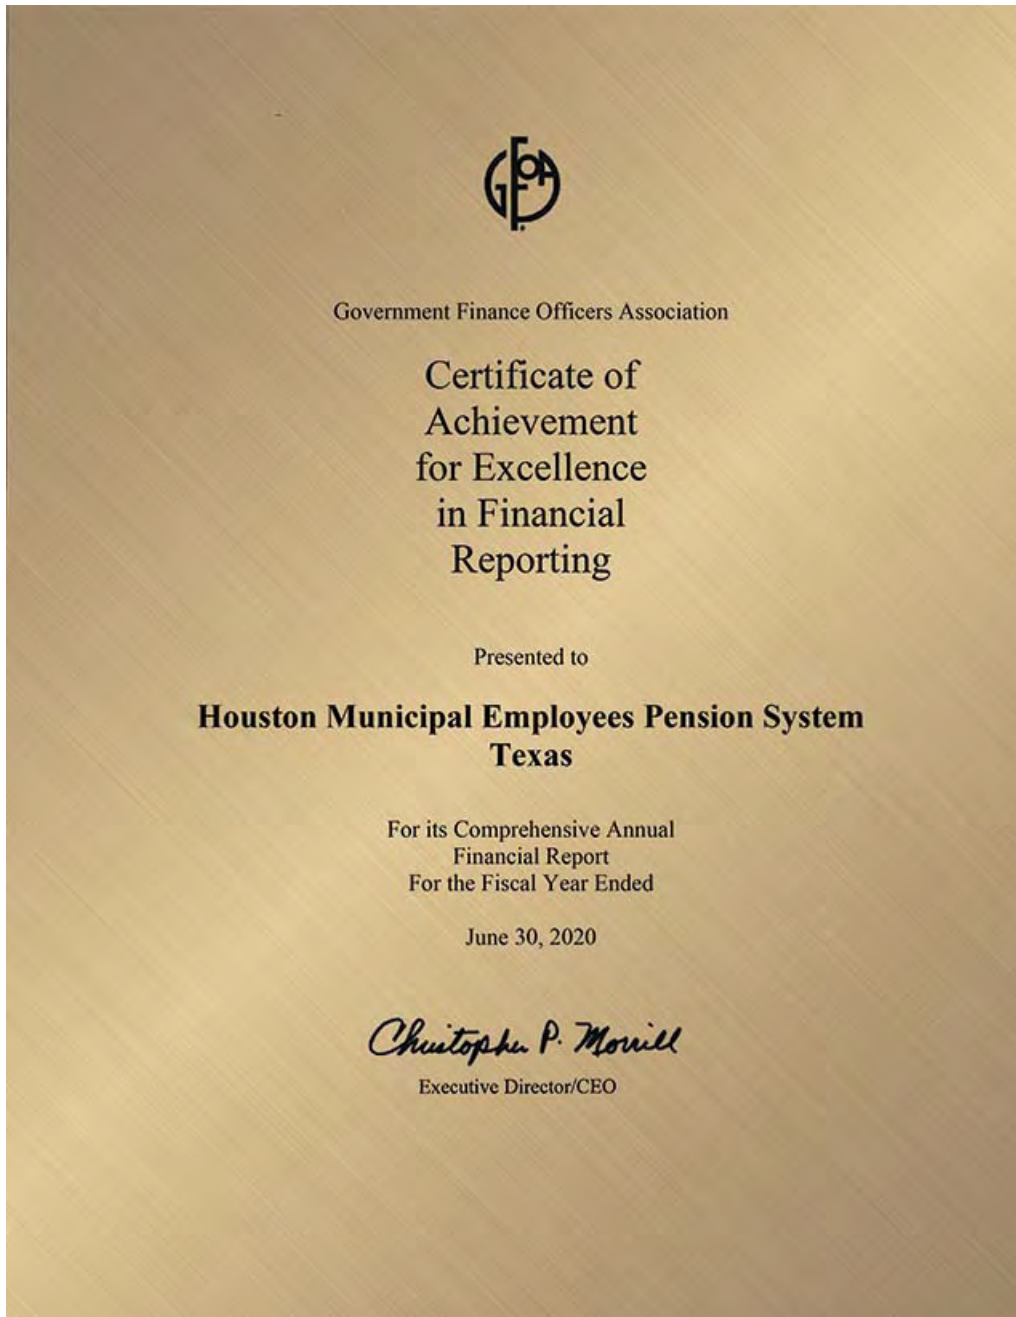 GFOA
Government Finance Officers Association
Certificate of
Achievement
for Excellence
in Financial
Reporting
Presented to
Houston Municipal Employees Pension System
Texas
For its Comprehensive Annual
Financial Report
For the Fiscal Year Ended
June 30, 2020
Christopher P. Morrill
Executive Director/CEO